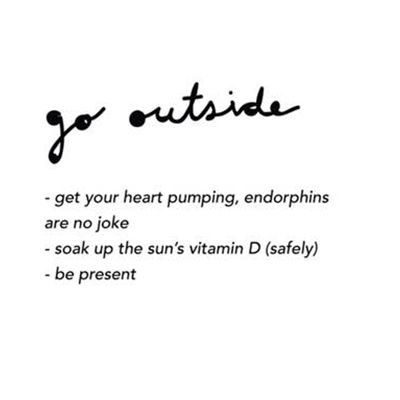 go outside
- get your heart pumping, endorphins
are no joke
- soak up the sun's vitamin D (safely)
- be present